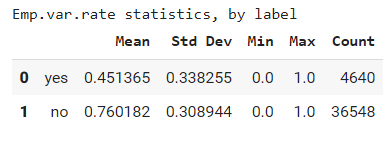 Emp.var.rate statistics, by label
Mean Std Dev Min Max Count
0 yes 0.451365 0.338255 0.0 1.0 4640
1 no 0.760182 0.308944 0.0 1.0 36548